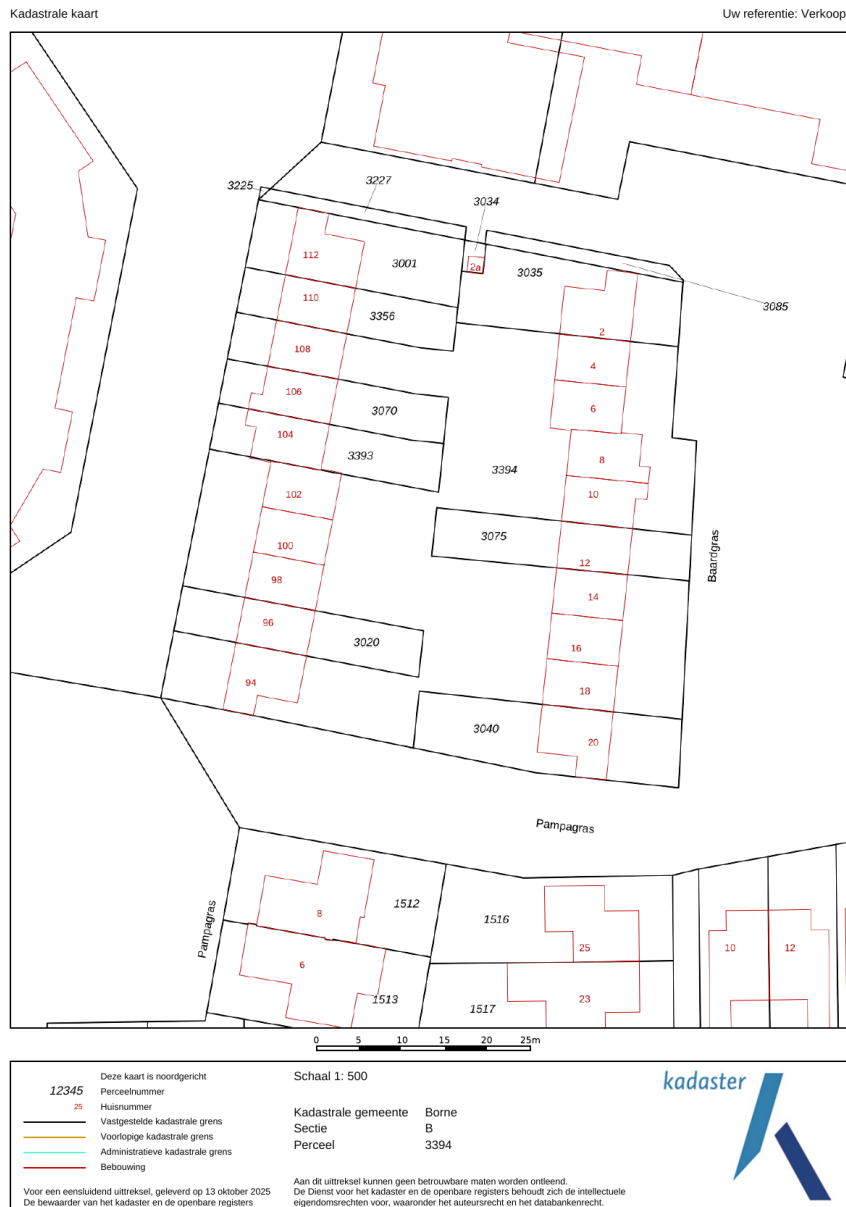 Kadastrale kaart
Uw referentie: Verkoop
3225
3227
3034
112
3001
2a
3035
3085
110
3356
2
108
4
106
3070
6
104
3393
8
3394
102
10
100
3075
12
Baardgras
98
14
96
3020
16
94
18
3040
20
Pampagras
Pampagras
8
1512
1516
25
10
12
6
1513
1517
23
0 5 10 15 20 25m
Deze kaart is noordgericht
12345 Perceelnummer
25 Huisnummer
Vastgestelde kadastrale grens
Voorlopige kadastrale grens
Administratieve kadastrale grens
Bebouwing
Voor een eensluidend uittreksel, geleverd op 13 oktober 2025
De bewaarder van het kadaster en de openbare registers
Schaal 1: 500
Kadastrale gemeente Borne
Sectie B
Perceel 3394
Aan dit uittreksel kunnen geen betrouwbare maten worden ontleend.
De Dienst voor het kadaster en de openbare registers behoudt zich de intellectuele
eigendomsrechten voor, waaronder het auteursrecht en het databankenrecht.
kadaster